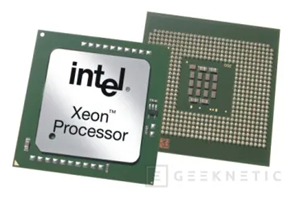 intel
Xeon™
Processor
GEEKNETIC